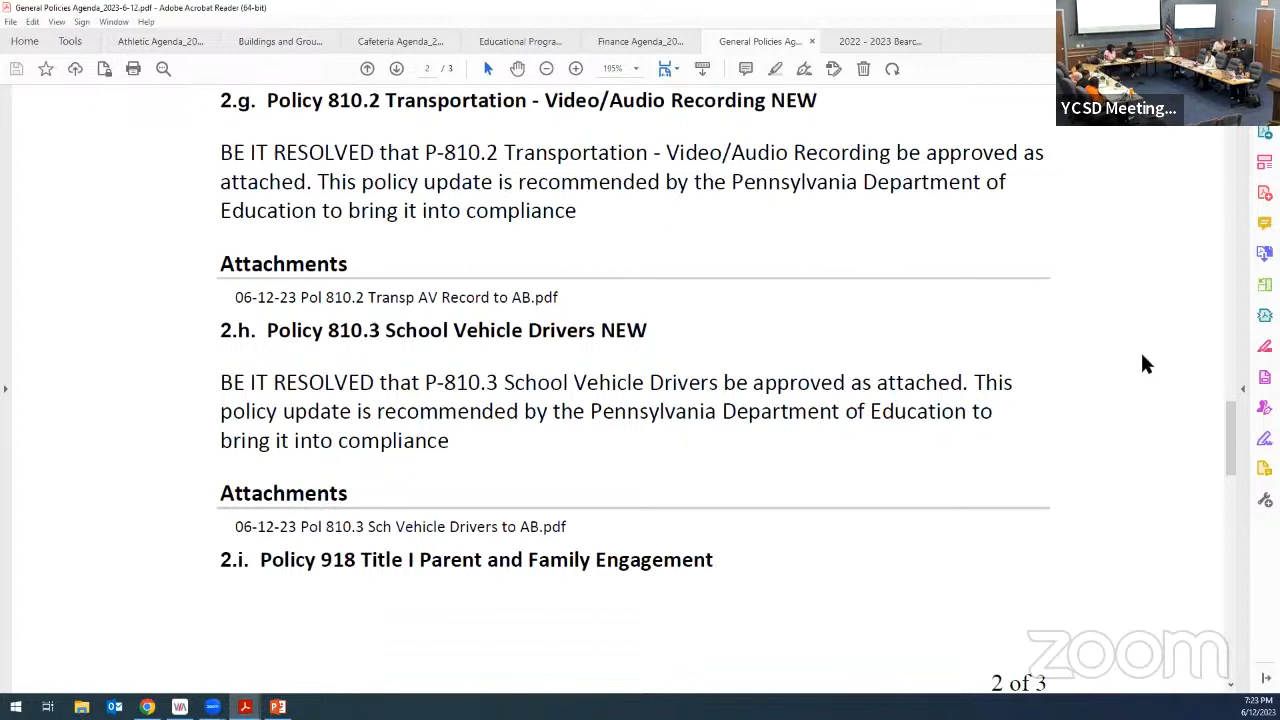 General Policies Agenda_2023-6-12.pdf - Adobe Acrobat Reader (64-bit)
File Edit View Sign Window Help
Home Tools Athletic Agenda_20... Buildings and Grou... Cafeteria Agenda_2... Educational Progra... Finance Agenda_20... General Policies Ag... × 2022 - 2023 Bearc...
2 / 3 195%
YCSD Meeting...
2.g. Policy 810.2 Transportation - Video/Audio Recording NEW
BE IT RESOLVED that P-810.2 Transportation - Video/Audio Recording be approved as
attached. This policy update is recommended by the Pennsylvania Department of
Education to bring it into compliance
Attachments
06-12-23 Pol 810.2 Transp AV Record to AB.pdf
2.h. Policy 810.3 School Vehicle Drivers NEW
BE IT RESOLVED that P-810.3 School Vehicle Drivers be approved as attached. This
policy update is recommended by the Pennsylvania Department of Education to
bring it into compliance
Attachments
06-12-23 Pol 810.3 Sch Vehicle Drivers to AB.pdf
2.i. Policy 918 Title I Parent and Family Engagement
zoom
2 of 3
7:23 PM
6/12/2023